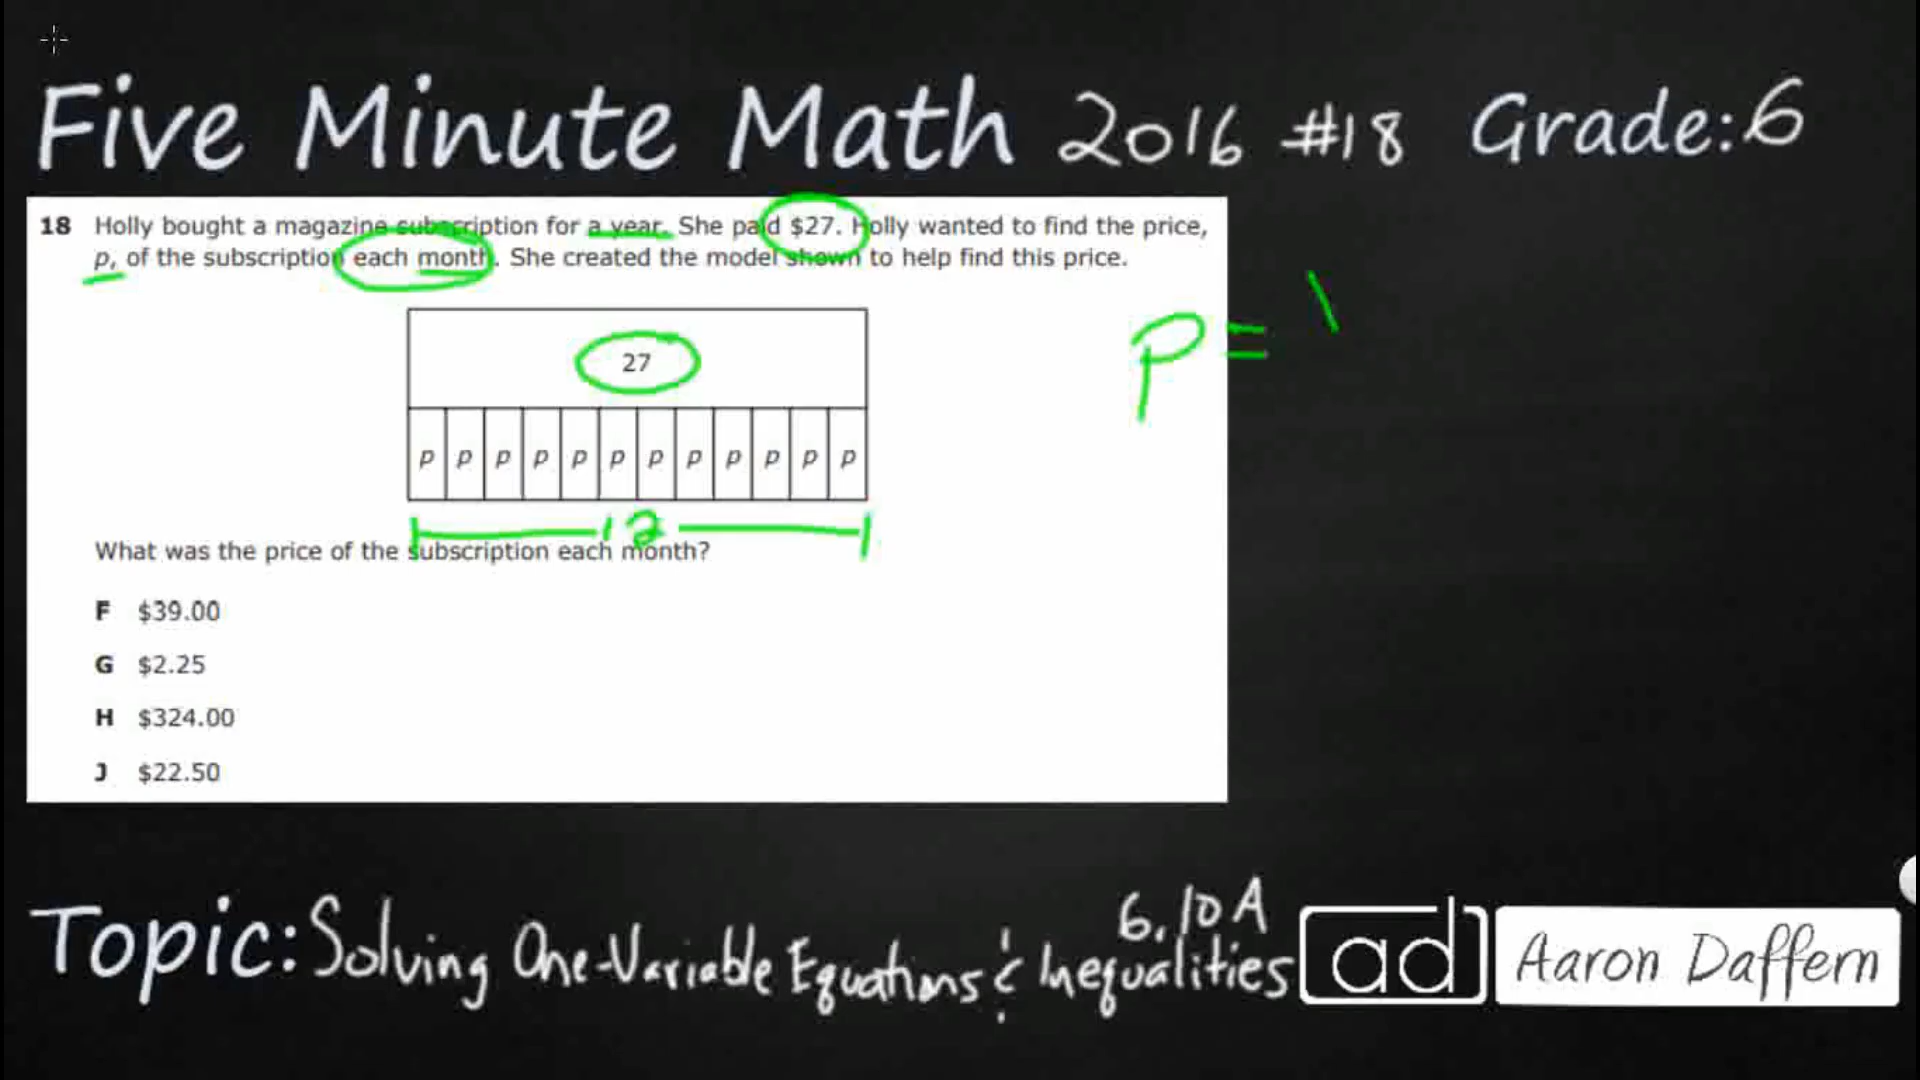 Five Minute Math 2016 #18 Grade: 6
18 Holly bought a magazine subscription for a year. She paid $27. Holly wanted to find the price,
p, of the subscription each month. She created the model shown to help find this price.
27
p p p p p p p p p p p p
12
What was the price of the subscription each month?
F $39.00
G $2.25
H $324.00
J $22.50
p = \
6.10A
Topic: Solving One-Variable Equations & Inequalities
ad Aaron Daffern